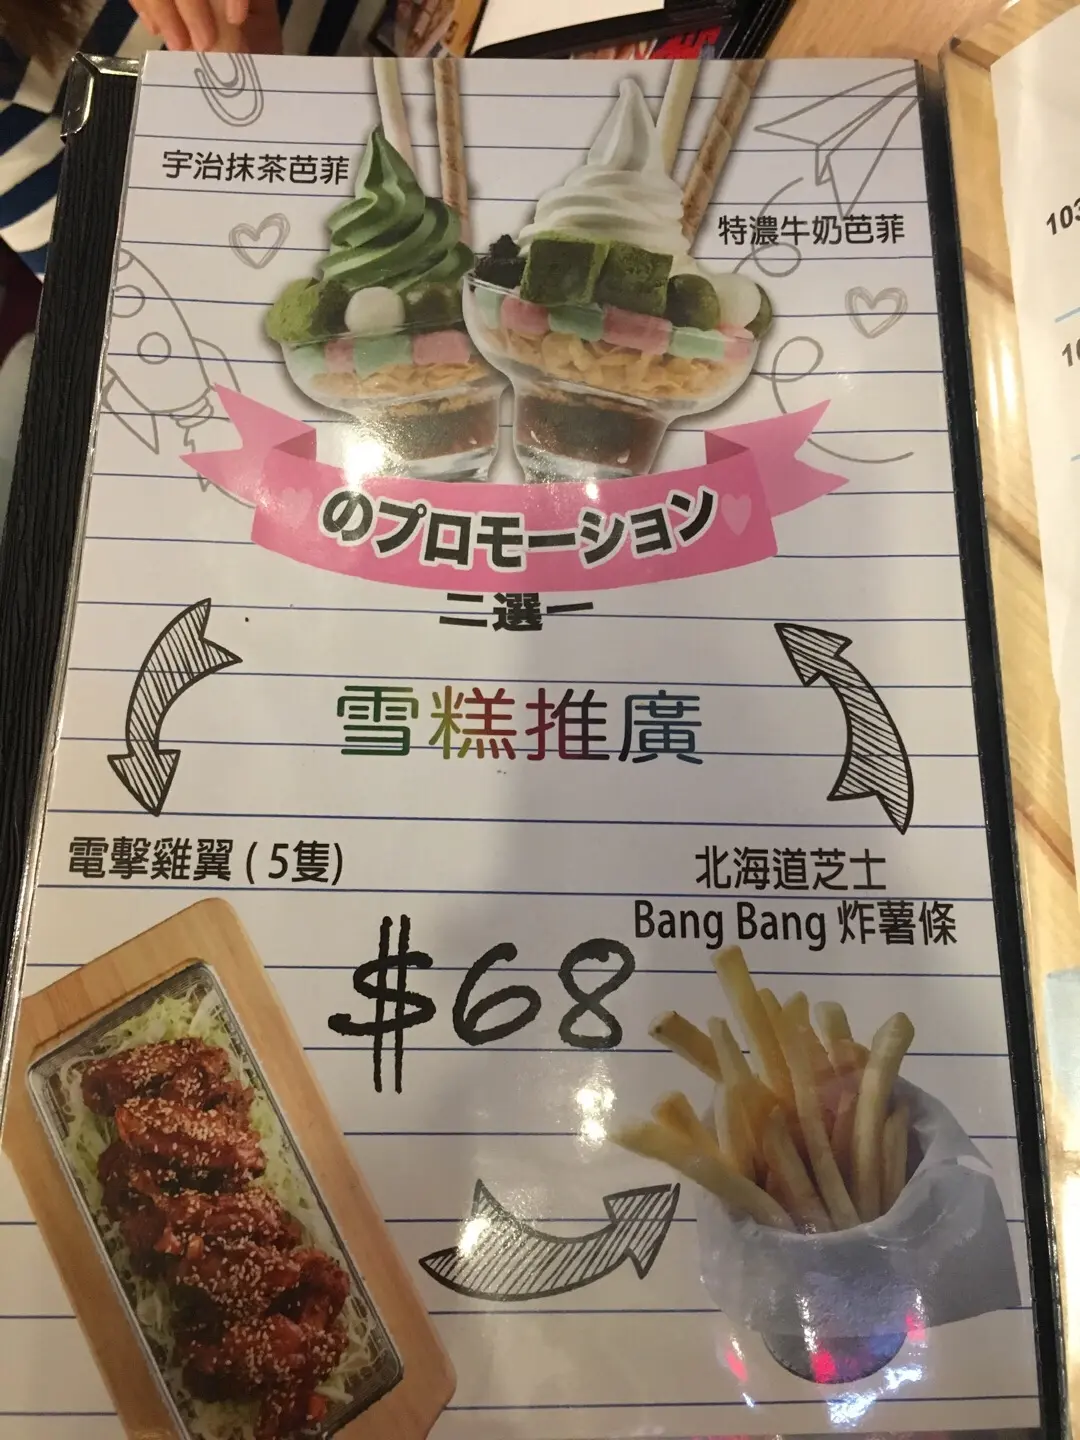 宇治抹茶芭菲
特濃牛奶芭菲
のプロモーション
二選一
雪糕推廣
電擊雞翼 ( 5隻)
北海道芝士
Bang Bang 炸薯條
$68
103